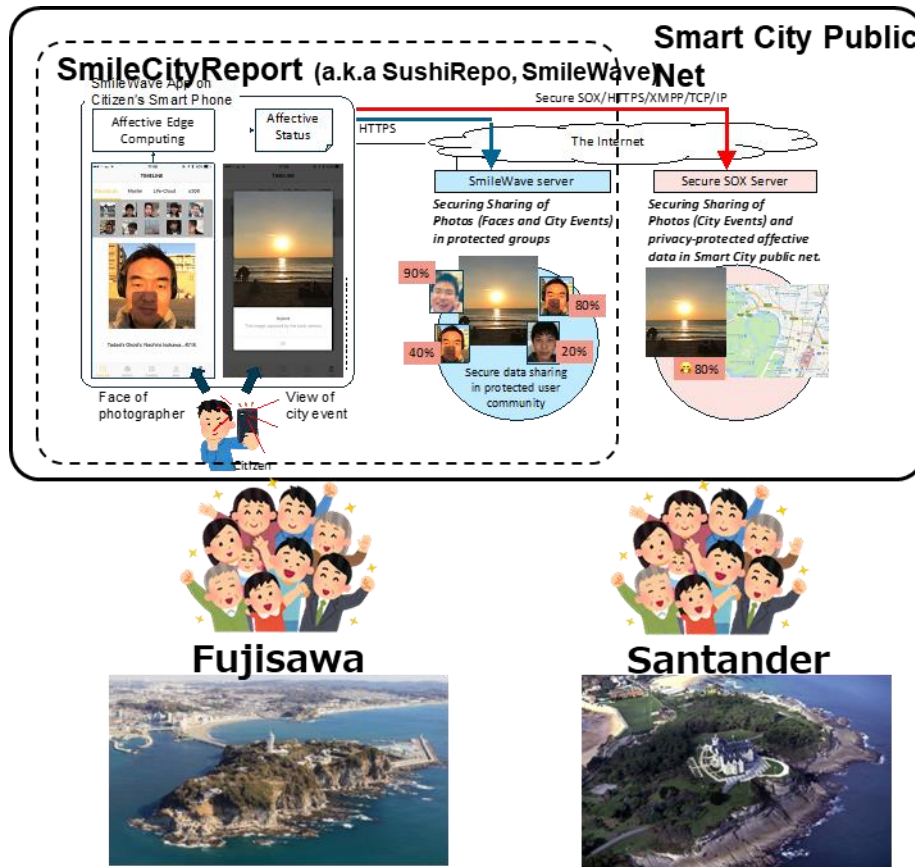 Smart City Public
Net
SmileCityReport (a.k.a SushiRepo, SmileWave)
SmileWave App on
Citizen's Smart Phone
Secure SOX/HTTPS/XMPP/TCP/IP
Affective Edge
Computing
Affective
Status
HTTPS
The Internet
TIMELINE
SmileWave server
Secure SOX Server
Securing Sharing of
Photos (Faces and City Events)
in protected groups
Securing Sharing of
Photos (City Events) and
privacy-protected affective
data in Smart City public net.
90%
80%
40%
20%
80%
Secure data sharing
in protected user
community
Face of
photographer
View of
city event
Citizen
Fujisawa
Santander